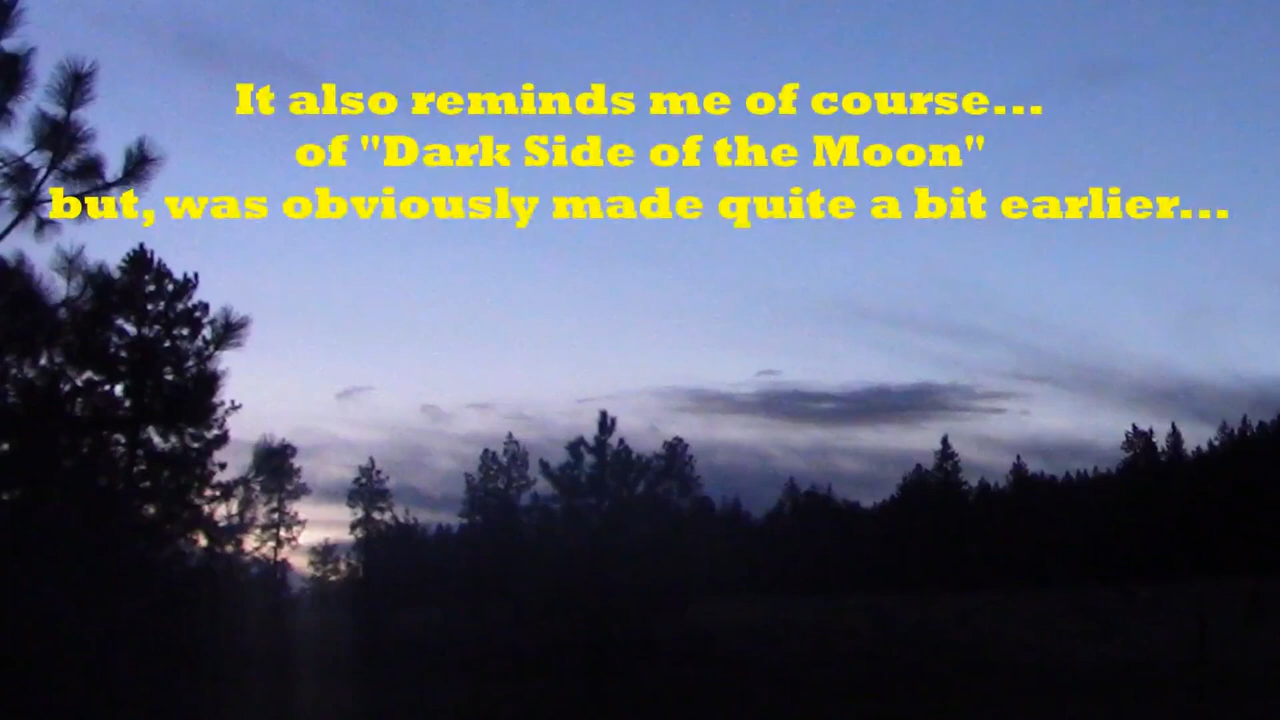 It also reminds me of course...
of "Dark Side of the Moon"
but, was obviously made quite a bit earlier...